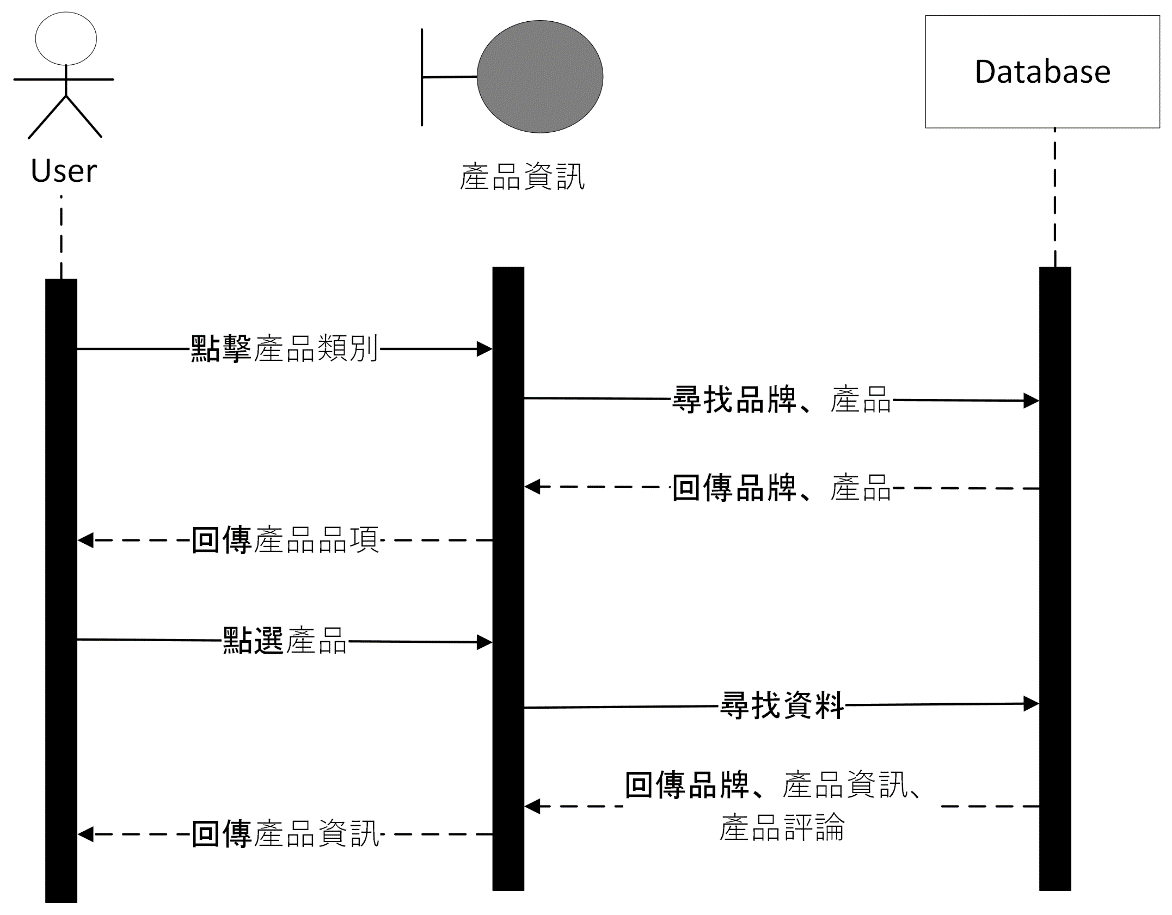 Database
User
產品資訊
點擊產品類別
尋找品牌、產品
回傳品牌、產品
回傳產品品項
點選產品
尋找資料
回傳品牌、產品資訊、
產品評論
回傳產品資訊